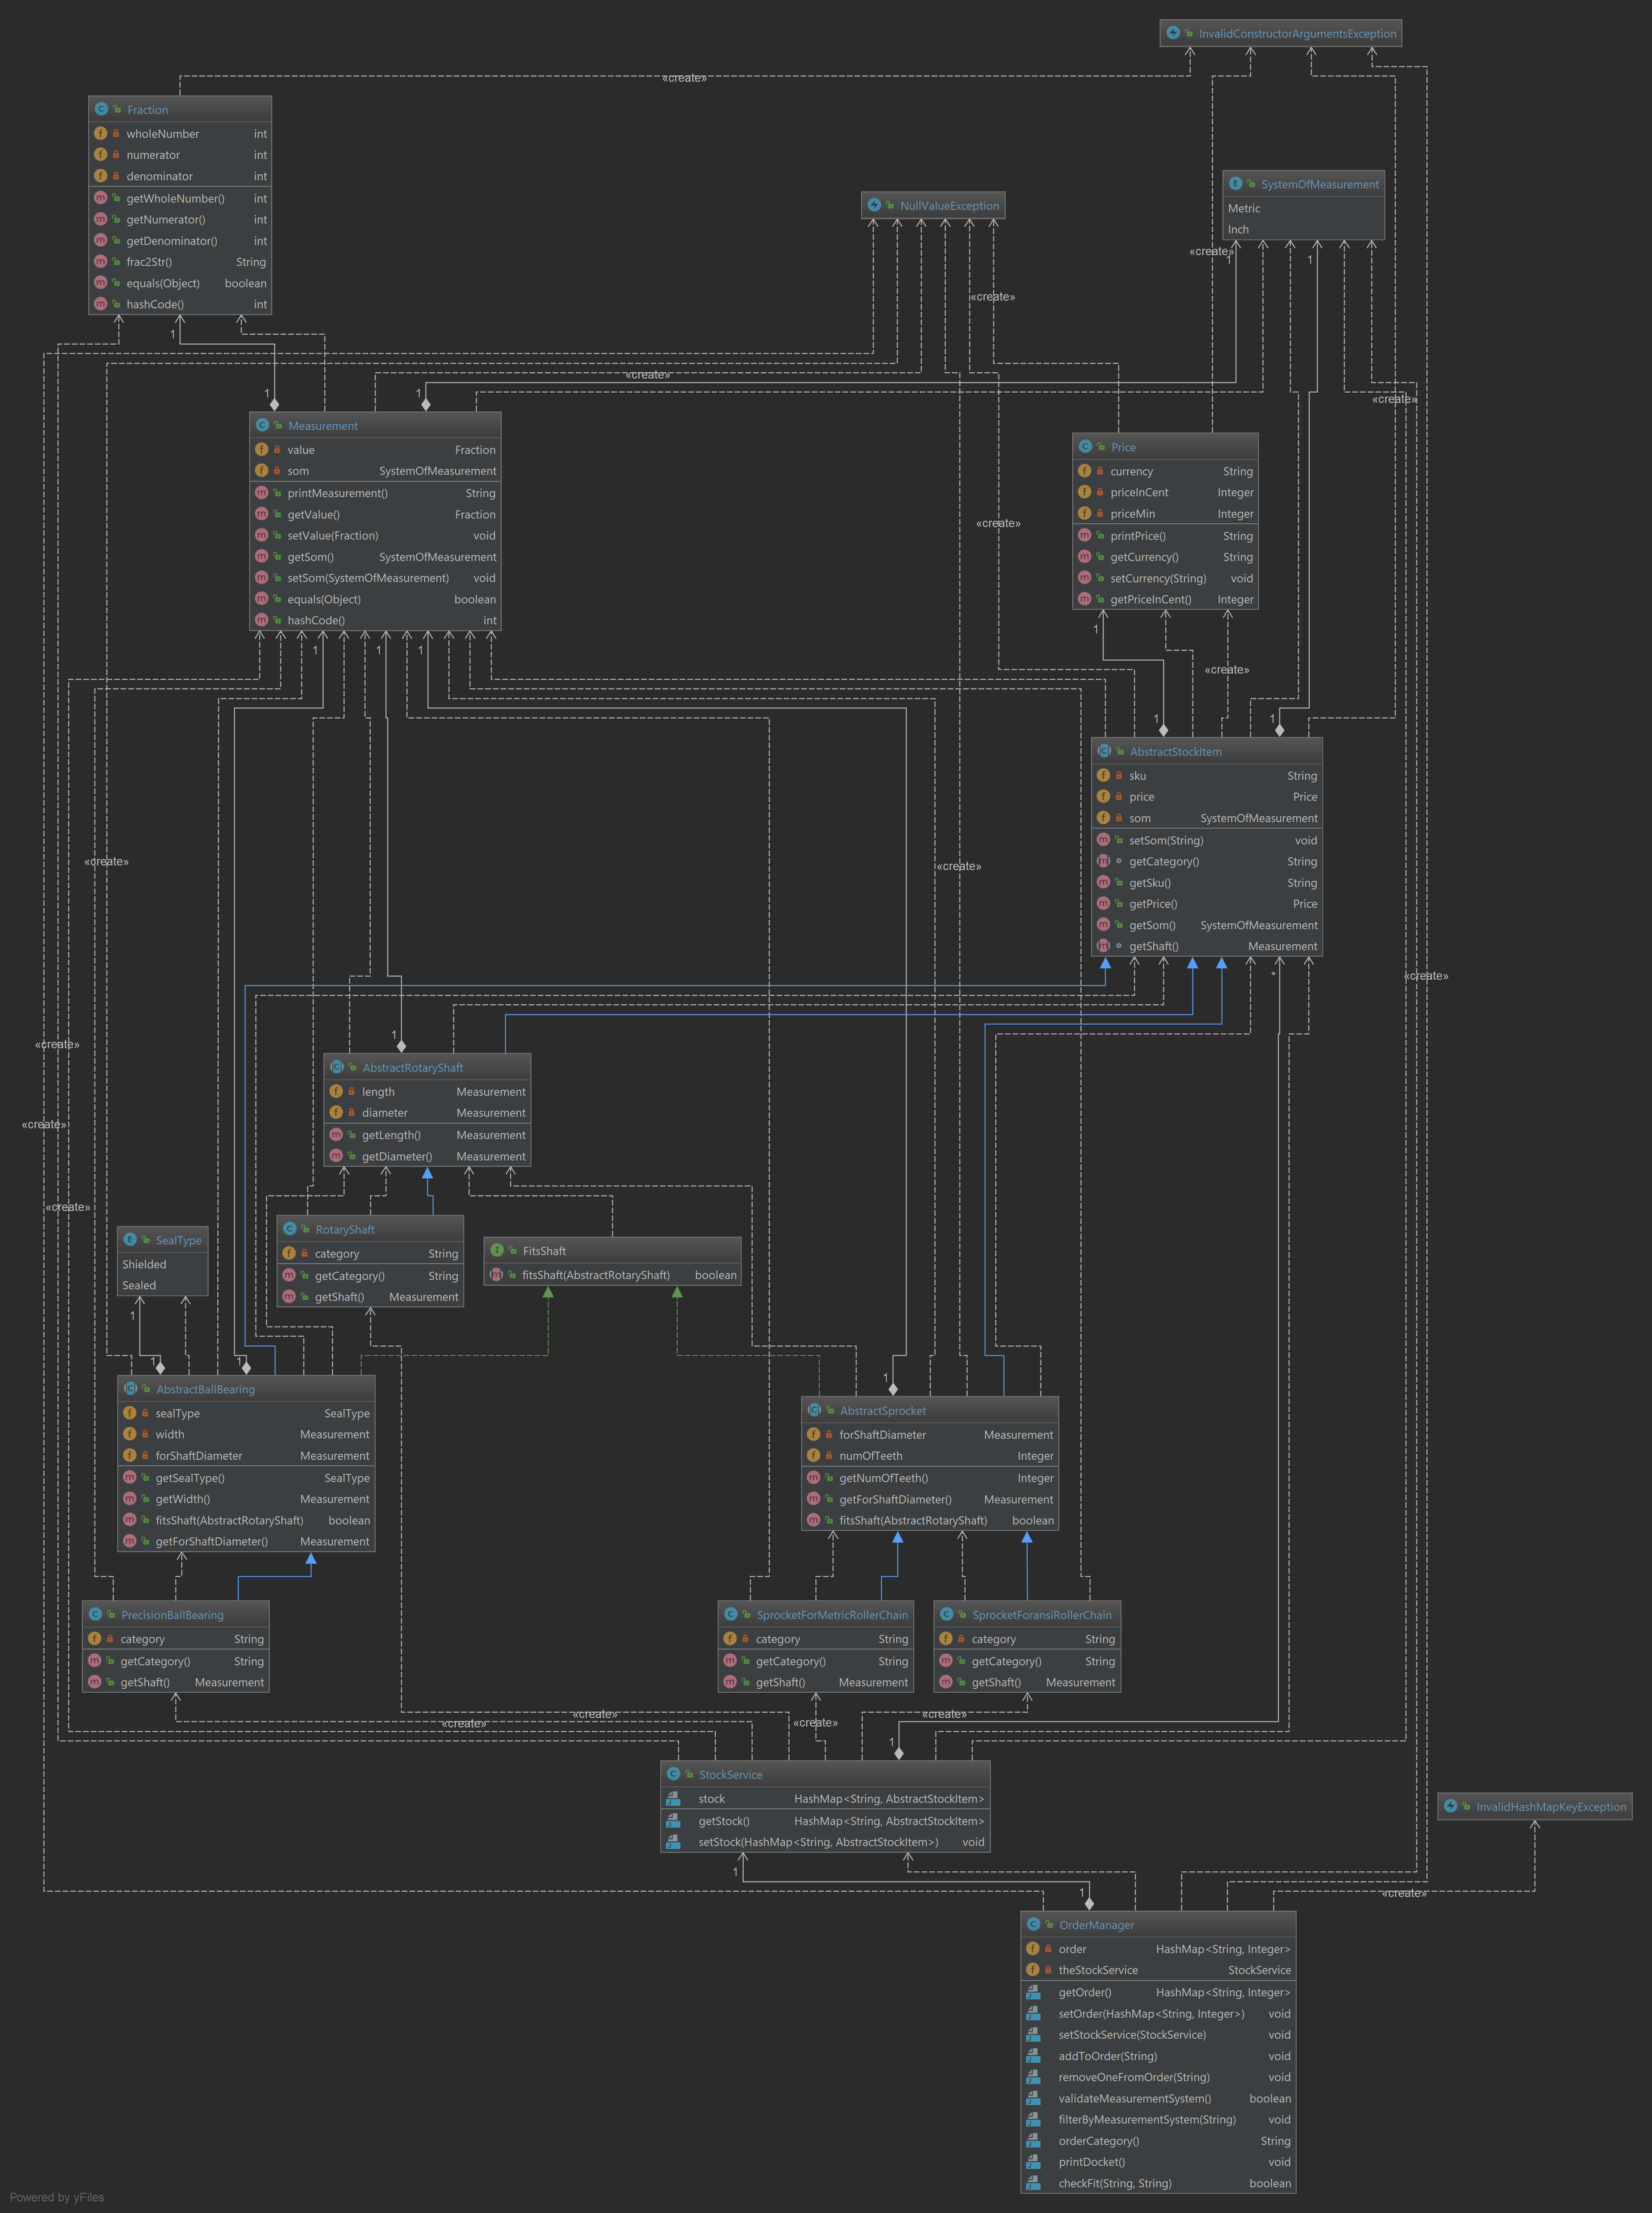 InvalidConstructorArgumentsException
«create»
Fraction
wholeNumber int
numerator int
denominator int
getWholeNumber() int
getNumerator() int
getDenominator() int
frac2Str() String
equals(Object) boolean
hashCode() int
SystemOfMeasurement
Metric
Inch
NullValueException
«create»
1
1
«create»
1
«create»
1
1
«create»
Measurement
value Fraction
som SystemOfMeasurement
printMeasurement() String
getValue() Fraction
setValue(Fraction) void
getSom() SystemOfMeasurement
setSom(SystemOfMeasurement) void
equals(Object) boolean
hashCode() int
Price
currency String
priceInCent Integer
priceMin Integer
printPrice() String
getCurrency() String
setCurrency(String) void
getPriceInCent() Integer
«create»
1
1
1
1
«create»
1
1
AbstractStockItem
sku String
price Price
som SystemOfMeasurement
setSom(String) void
getCategory() String
getSku() String
getPrice() Price
getSom() SystemOfMeasurement
getShaft() Measurement
«create»
«create»
*
«create»
1
«create»
AbstractRotaryShaft
length Measurement
diameter Measurement
getLength() Measurement
getDiameter() Measurement
«create»
«create»
RotaryShaft
category String
getCategory() String
getShaft() Measurement
FitsShaft
fitsShaft(AbstractRotaryShaft) boolean
SealType
Shielded
Sealed
1
1
1
1
AbstractBallBearing
sealType SealType
width Measurement
forShaftDiameter Measurement
getSealType() SealType
getWidth() Measurement
fitsShaft(AbstractRotaryShaft) boolean
getForShaftDiameter() Measurement
AbstractSprocket
forShaftDiameter Measurement
numOfTeeth Integer
getNumOfTeeth() Integer
getForShaftDiameter() Measurement
fitsShaft(AbstractRotaryShaft) boolean
PrecisionBallBearing
category String
getCategory() String
getShaft() Measurement
SprocketForMetricRollerChain
category String
getCategory() String
getShaft() Measurement
SprocketForansiRollerChain
category String
getCategory() String
getShaft() Measurement
«create»
«create»
«create»
«create»
1
StockService
stock HashMap<String, AbstractStockItem>
getStock() HashMap<String, AbstractStockItem>
setStock(HashMap<String, AbstractStockItem>) void
InvalidHashMapKeyException
1
1
«create»
OrderManager
order HashMap<String, Integer>
theStockService StockService
getOrder() HashMap<String, Integer>
setOrder(HashMap<String, Integer>) void
setStockService(StockService) void
addToOrder(String) void
removeOneFromOrder(String) void
validateMeasurementSystem() boolean
filterByMeasurementSystem(String) void
orderCategory() String
printDocket() void
checkFit(String, String) boolean
Powered by yFiles